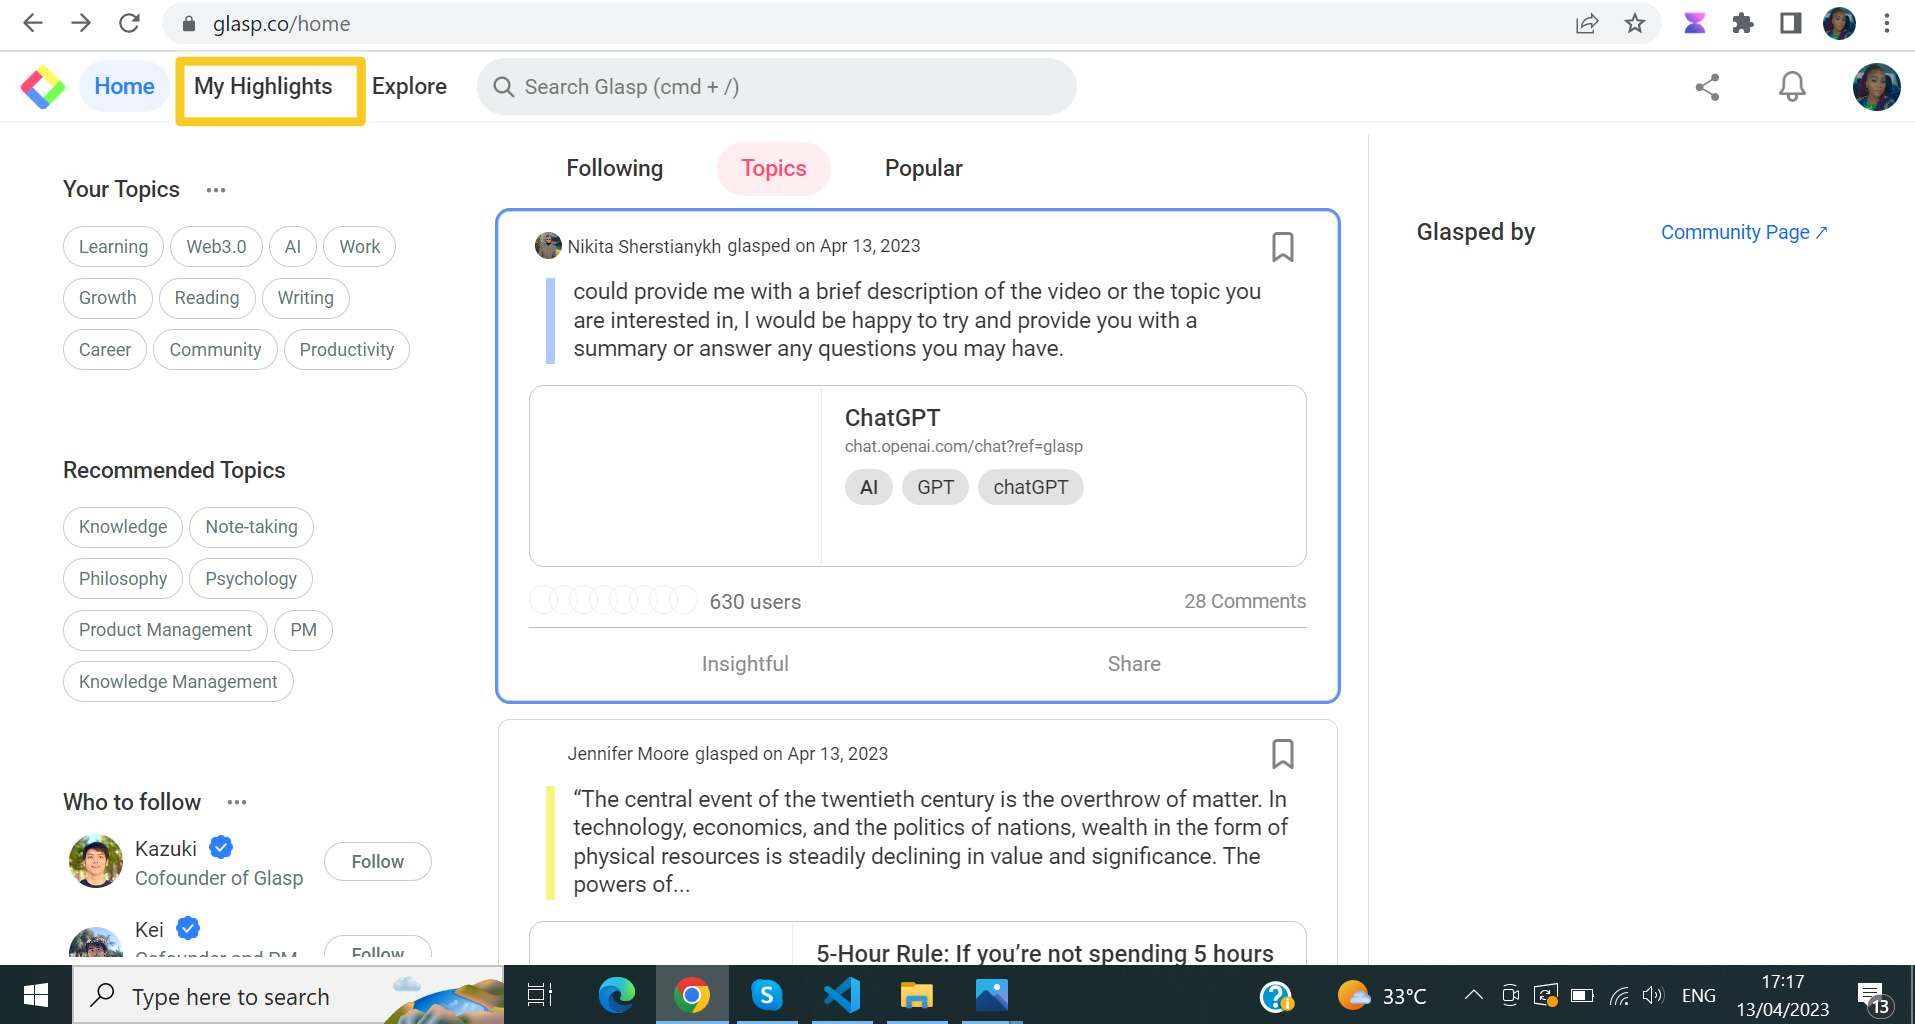 glasp.co/home
Home My Highlights Explore Search Glasp (cmd + /)
Your Topics
Learning Web3.0 AI Work
Growth Reading Writing
Career Community Productivity
Recommended Topics
Knowledge Note-taking
Philosophy Psychology
Product Management PM
Knowledge Management
Who to follow
Kazuki
Cofounder of Glasp
Follow
Kei
Cofounder and PM
Follow
Following Topics Popular
Nikita Sherstianykh glasped on Apr 13, 2023
could provide me with a brief description of the video or the topic you
are interested in, I would be happy to try and provide you with a
summary or answer any questions you may have.
ChatGPT
chat.openai.com/chat?ref=glasp
AI GPT chatGPT
630 users 28 Comments
Insightful Share
Jennifer Moore glasped on Apr 13, 2023
“The central event of the twentieth century is the overthrow of matter. In
technology, economics, and the politics of nations, wealth in the form of
physical resources is steadily declining in value and significance. The
powers of...
5-Hour Rule: If you’re not spending 5 hours
Glasped by Community Page ↗
Type here to search
33°C ENG 17:17
13/04/2023
13